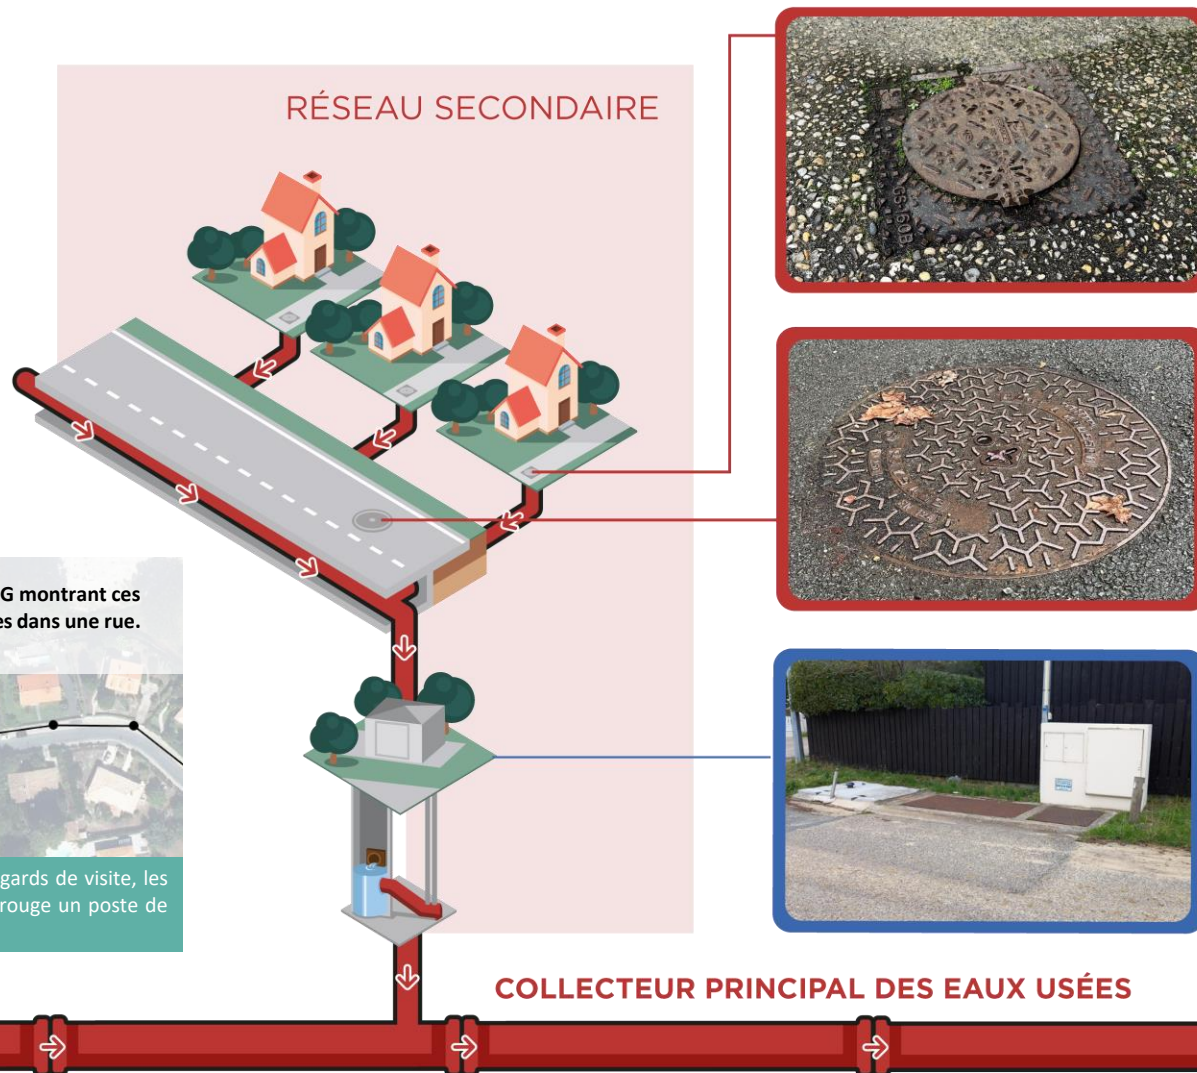 RÉSEAU SECONDAIRE
G montrant ces
es dans une rue.
gards de visite, les
rouge un poste de
COLLECTEUR PRINCIPAL DES EAUX USÉES